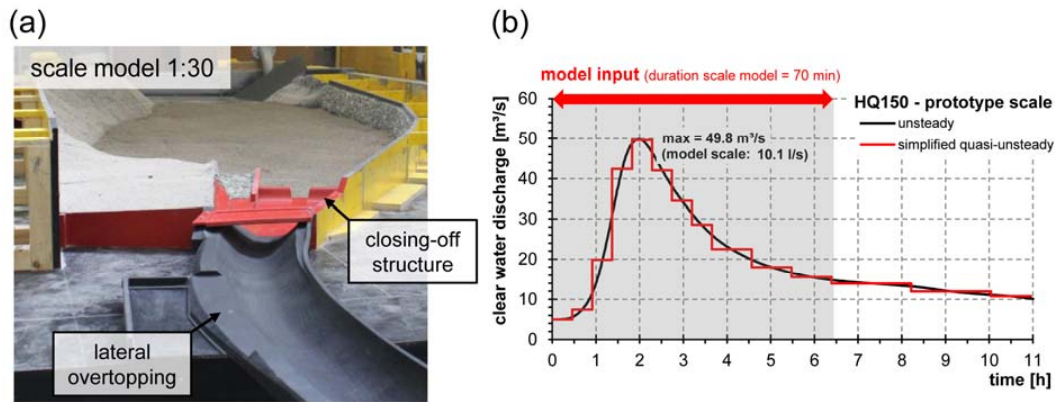 (a)
scale model 1:30
closing-off
structure
lateral
overtopping
(b)
model input (duration scale model = 70 min)
HQ150 - prototype scale
unsteady
simplified quasi-unsteady
max = 49.8 m³/s
(model scale: 10.1 l/s)
clear water discharge [m³/s]
60
50
40
30
20
10
0
0 1 2 3 4 5 6 7 8 9 10 11
time [h]